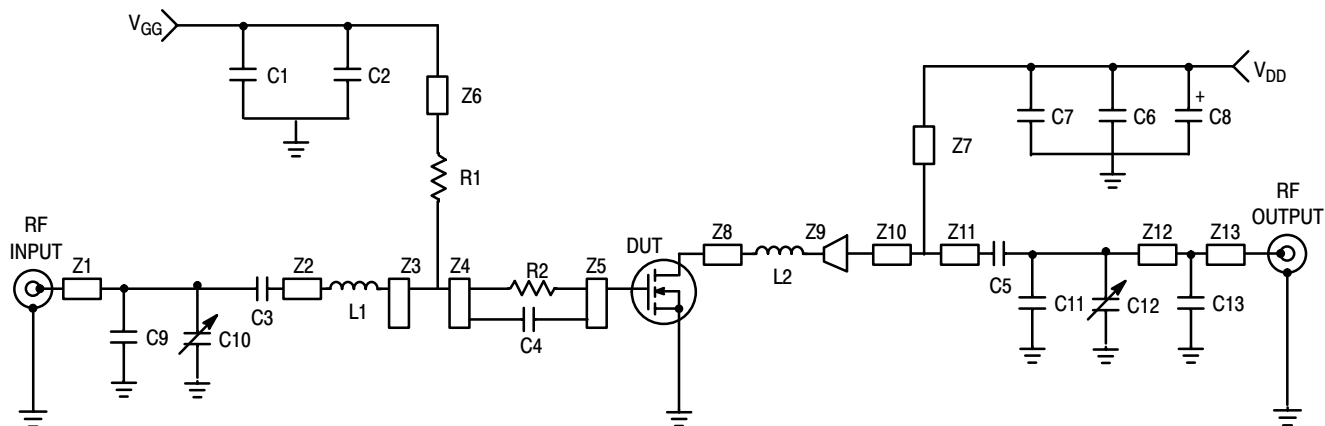 VGG
C1
C2
Z6
R1
RF
INPUT
Z1
C9
C10
C3
Z2
L1
Z3
Z4
R2
C4
Z5
DUT
Z8
L2
Z9
Z10
Z7
Z11
C5
C11
C12
Z12
C13
Z13
RF
OUTPUT
C7
C6
+
C8
VDD